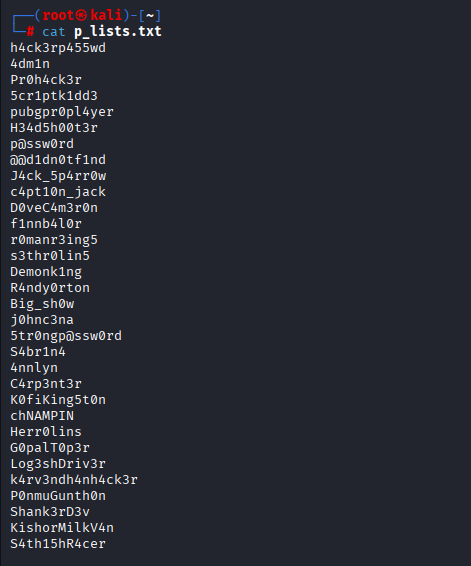 ┌──(root㉿kali)-[~]
└─# cat p_lists.txt
h4ck3rp455wd
4dm1n
Pr0h4ck3r
5cr1ptk1dd3
pubgpr0pl4yer
H34d5h00t3r
p@ssw0rd
@@d1dn0tf1nd
J4ck_5p4rr0w
c4pt10n_jack
D0veC4m3r0n
f1nnb4l0r
r0manr3ing5
s3thr0lin5
Demonk1ng
R4ndy0rton
Big_sh0w
j0hnc3na
5tr0ngp@ssw0rd
S4br1n4
4nnlyn
C4rp3nt3r
K0fiKing5t0n
chNAMPIN
Herr0lins
G0palT0p3r
Log3shDriv3r
k4rv3ndh4nh4ck3r
P0nmuGunth0n
Shank3rD3v
KishorMilkV4n
S4th15hR4cer